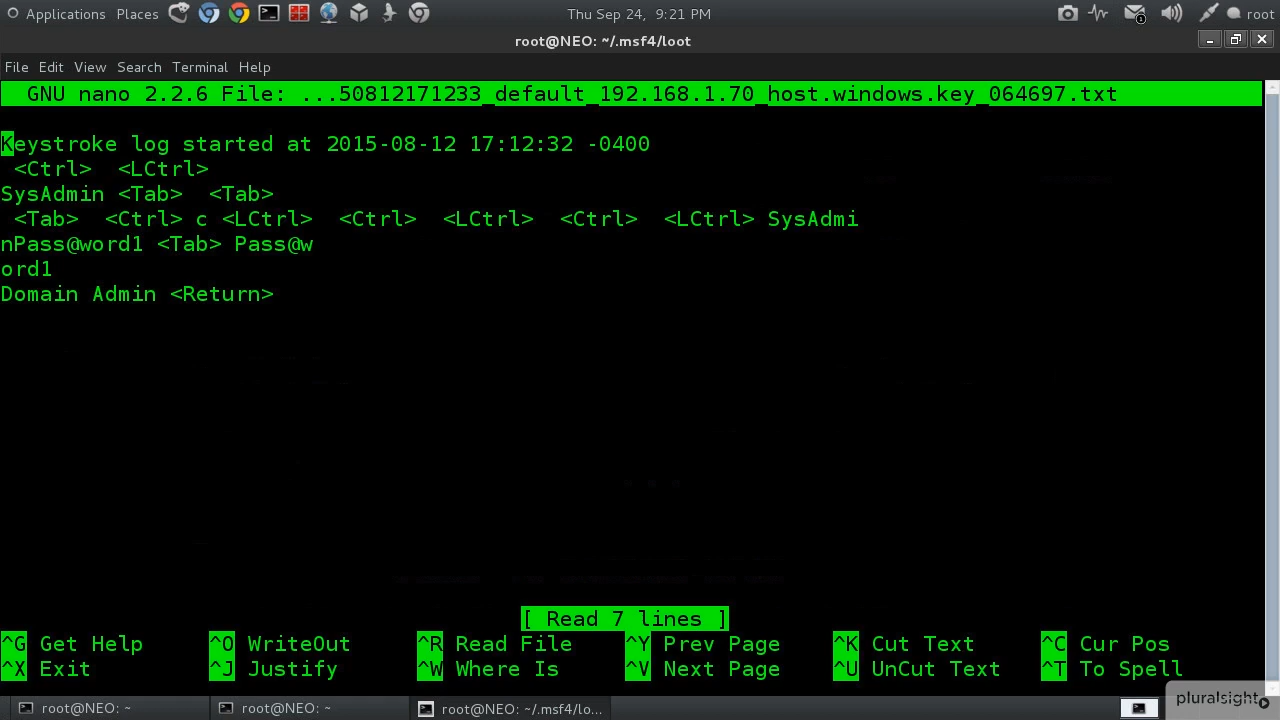 Applications Places Thu Sep 24, 9:21 PM 1 root
root@NEO: ~/.msf4/loot
File Edit View Search Terminal Help
GNU nano 2.2.6 File: ...50812171233_default_192.168.1.70_host.windows.key_064697.txt
Keystroke log started at 2015-08-12 17:12:32 -0400
<Ctrl> <LCtrl>
SysAdmin <Tab> <Tab>
<Tab> <Ctrl> c <LCtrl> <Ctrl> <LCtrl> <Ctrl> <LCtrl> SysAdmi
nPass@word1 <Tab> Pass@w
ord1
Domain Admin <Return>
[ Read 7 lines ]
^G Get Help ^O WriteOut ^R Read File ^Y Prev Page ^K Cut Text ^C Cur Pos
^X Exit ^J Justify ^W Where Is ^V Next Page ^U UnCut Text ^T To Spell
root@NEO: ~ root@NEO: ~ root@NEO: ~/.msf4/lo... pluralsight